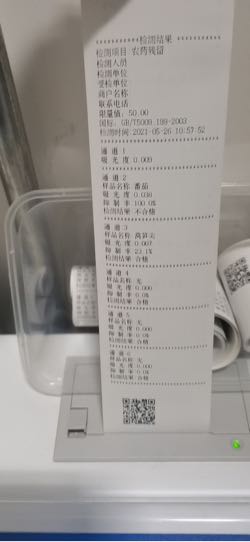 ***********检测结果***********
检测项目:农药残留
检测人员
检测单位
受检单位
商户名称
联系电话
限量值: 50.00
国标: GB/T5009.199-2003
检测时间:2021-05-26 10:57:52
通 道 1
吸 光 度 0.009
通 道 2
样品名称 番茄
吸 光 度 0.038
抑 制 率 100.0%
检测结果 不合格
通 道 3
样品名称 莴笋尖
吸 光 度 0.007
抑 制 率 23.1%
检测结果 合格
通 道 4
样品名称 无
吸 光 度 0.000
抑 制 率 0.0%
检测结果 合格
通 道 5
样品名称 无
吸 光 度 0.000
抑 制 率 0.0%
检测结果 合格
通 道 6
样品名称 无
吸 光 度 0.000
抑 制 率 0.0%
检测结果 合格